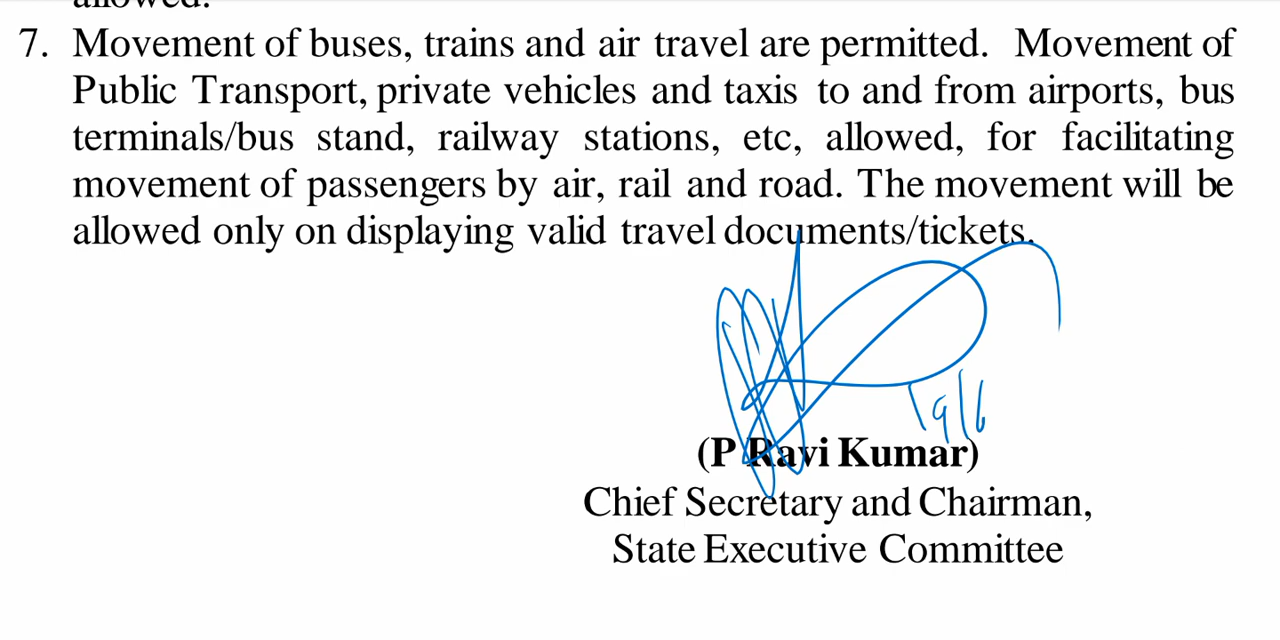 allowed.
7. Movement of buses, trains and air travel are permitted. Movement of
Public Transport, private vehicles and taxis to and from airports, bus
terminals/bus stand, railway stations, etc, allowed, for facilitating
movement of passengers by air, rail and road. The movement will be
allowed only on displaying valid travel documents/tickets.
19/6
(P Ravi Kumar)
Chief Secretary and Chairman,
State Executive Committee